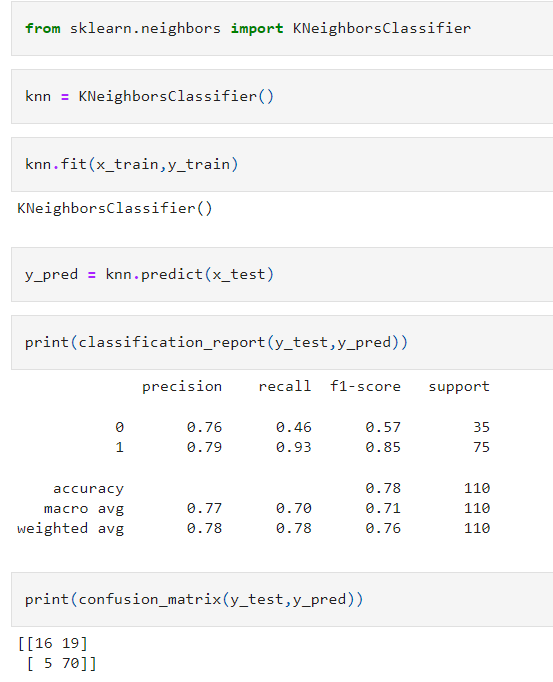 from sklearn.neighbors import KNeighborsClassifier
knn = KNeighborsClassifier()
knn.fit(x_train,y_train)
KNeighborsClassifier()
y_pred = knn.predict(x_test)
print(classification_report(y_test,y_pred))
precision recall f1-score support
0 0.76 0.46 0.57 35
1 0.79 0.93 0.85 75
accuracy 0.78 110
macro avg 0.77 0.70 0.71 110
weighted avg 0.78 0.78 0.76 110
print(confusion_matrix(y_test,y_pred))
[[16 19]
[ 5 70]]